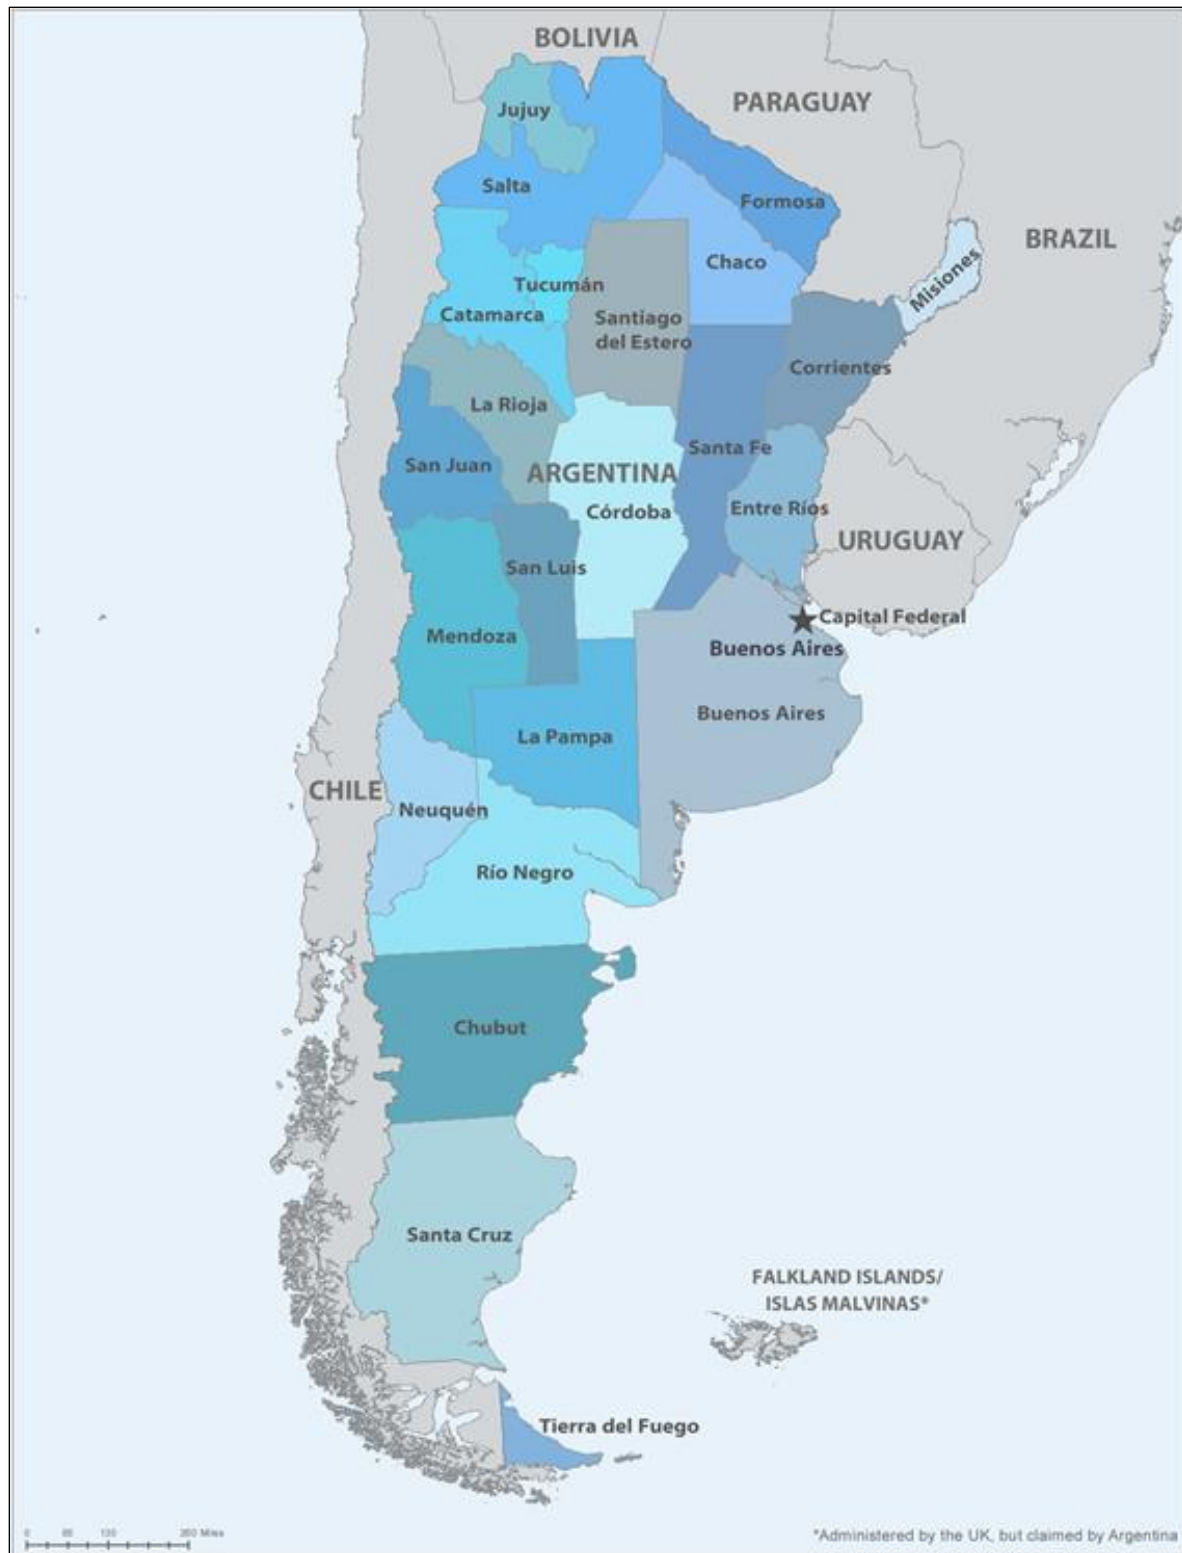 BOLIVIA
PARAGUAY
Jujuy
Salta
Formosa
BRAZIL
Chaco
Misiones
Tucumán
Catamarca
Santiago
del Estero
Corrientes
La Rioja
Santa Fe
San Juan
ARGENTINA
Córdoba
Entre Ríos
URUGUAY
San Luis
Capital Federal
Mendoza
Buenos Aires
Buenos Aires
La Pampa
CHILE
Neuquén
Río Negro
Chubut
Santa Cruz
FALKLAND ISLANDS/
ISLAS MALVINAS*
Tierra del Fuego
*Administered by the UK, but claimed by Argentina